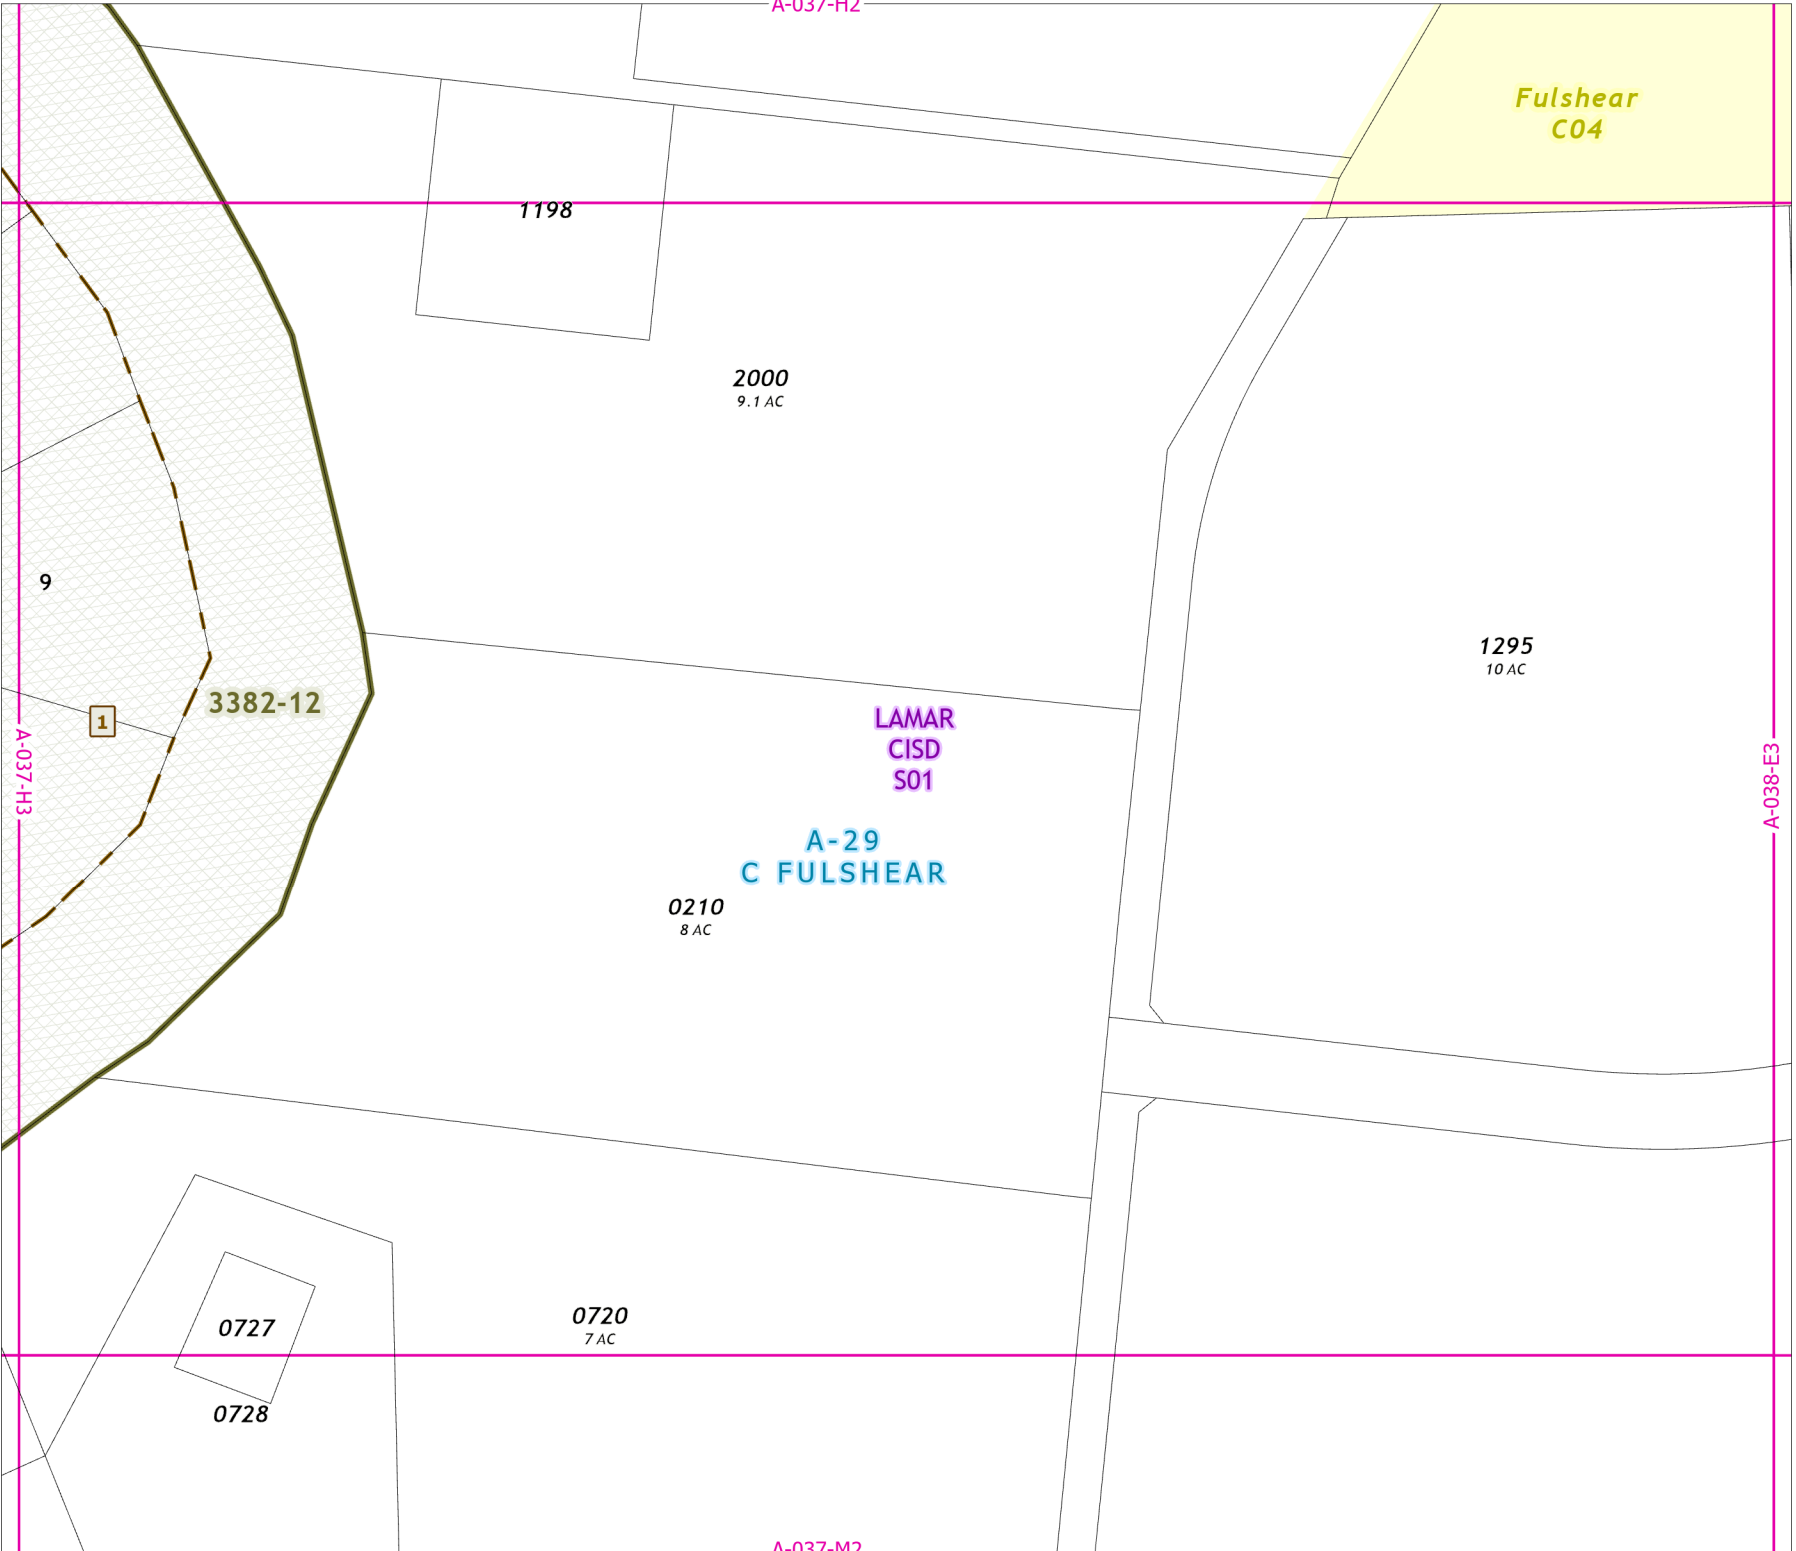 A-037-H2
Fulshear
C04
1198
2000
9.1 AC
9
1295
10 AC
3382-12
1
LAMAR
CISD
S01
A-037-H3
A-038-E3
A-29
C FULSHEAR
0210
8 AC
0727
0720
7 AC
0728
A-037-M2